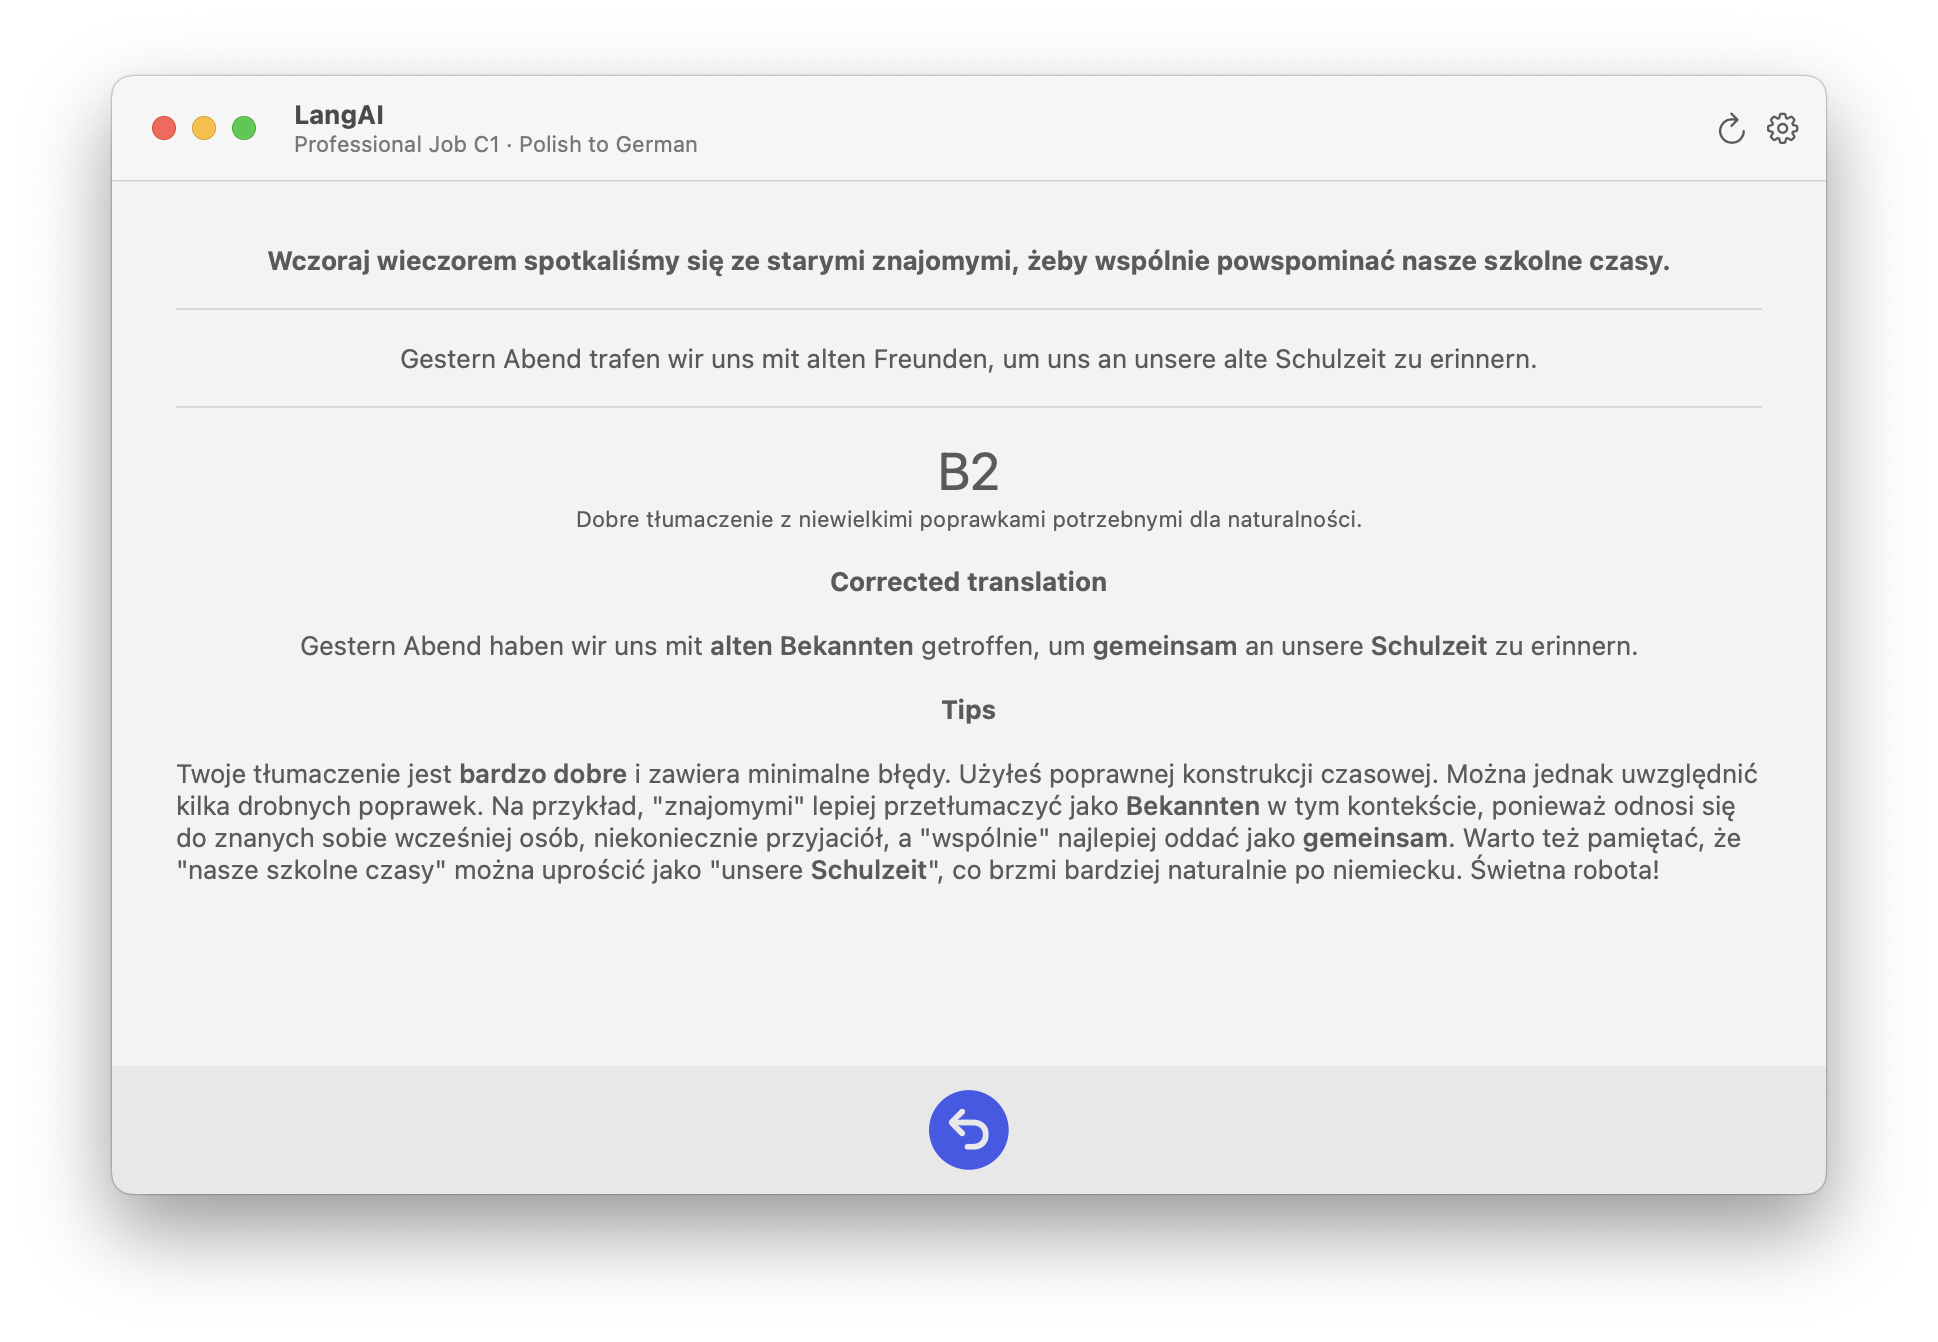 LangAI
Professional Job C1 · Polish to German
Wczoraj wieczorem spotkaliśmy się ze starymi znajomymi, żeby wspólnie powspominać nasze szkolne czasy.
Gestern Abend trafen wir uns mit alten Freunden, um uns an unsere alte Schulzeit zu erinnern.
B2
Dobre tłumaczenie z niewielkimi poprawkami potrzebnymi dla naturalności.
Corrected translation
Gestern Abend haben wir uns mit alten Bekannten getroffen, um gemeinsam an unsere Schulzeit zu erinnern.
Tips
Twoje tłumaczenie jest bardzo dobre i zawiera minimalne błędy. Użyłeś poprawnej konstrukcji czasowej. Można jednak uwzględnić
kilka drobnych poprawek. Na przykład, "znajomymi" lepiej przetłumaczyć jako Bekannten w tym kontekście, ponieważ odnosi się
do znanych sobie wcześniej osób, niekoniecznie przyjaciół, a "wspólnie" najlepiej oddać jako gemeinsam. Warto też pamiętać, że
"nasze szkolne czasy" można uprościć jako "unsere Schulzeit", co brzmi bardziej naturalnie po niemiecku. Świetna robota!